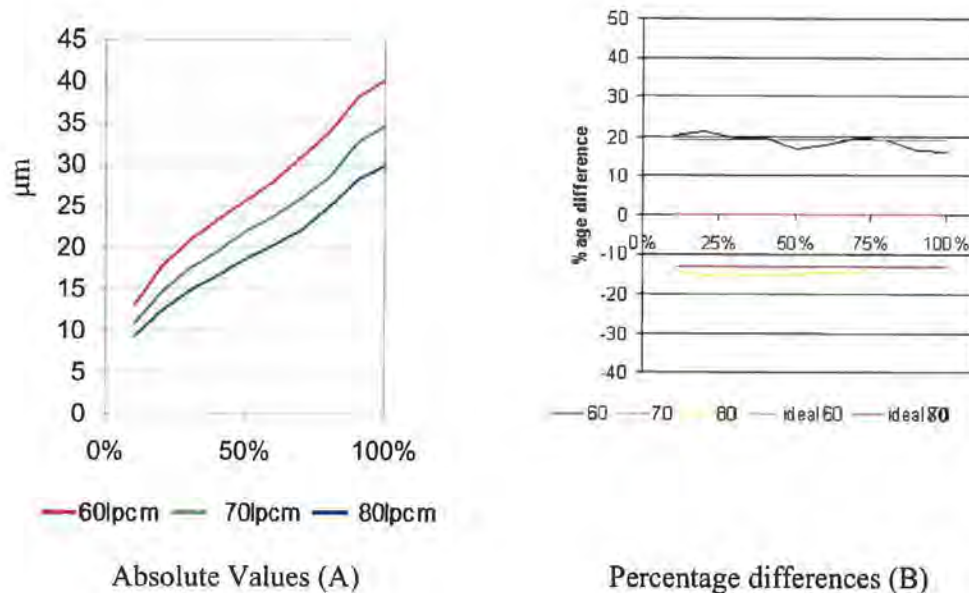 45
40
35
30
25
20
15
10
5
0
μm
0% 50% 100%
60lpcm 70lpcm 80lpcm
Absolute Values (A)
50
40
30
20
10
0
-10
-20
-30
-40
% age difference
0% 25% 50% 75% 100%
60 70 80 ideal 60 ideal 80
Percentage differences (B)